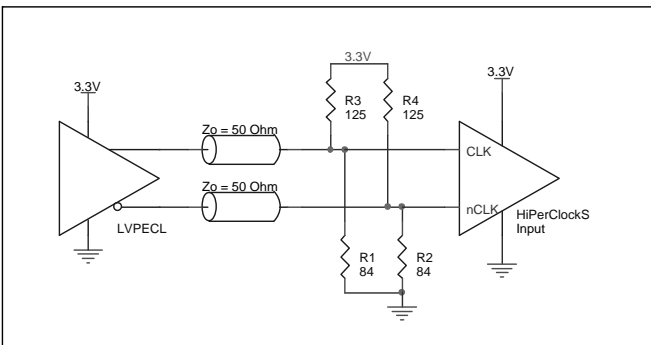 3.3V
3.3V
3.3V
R3
125
R4
125
Zo = 50 Ohm
CLK
Zo = 50 Ohm
nCLK
HiPerClockS
Input
LVPECL
R1
84
R2
84